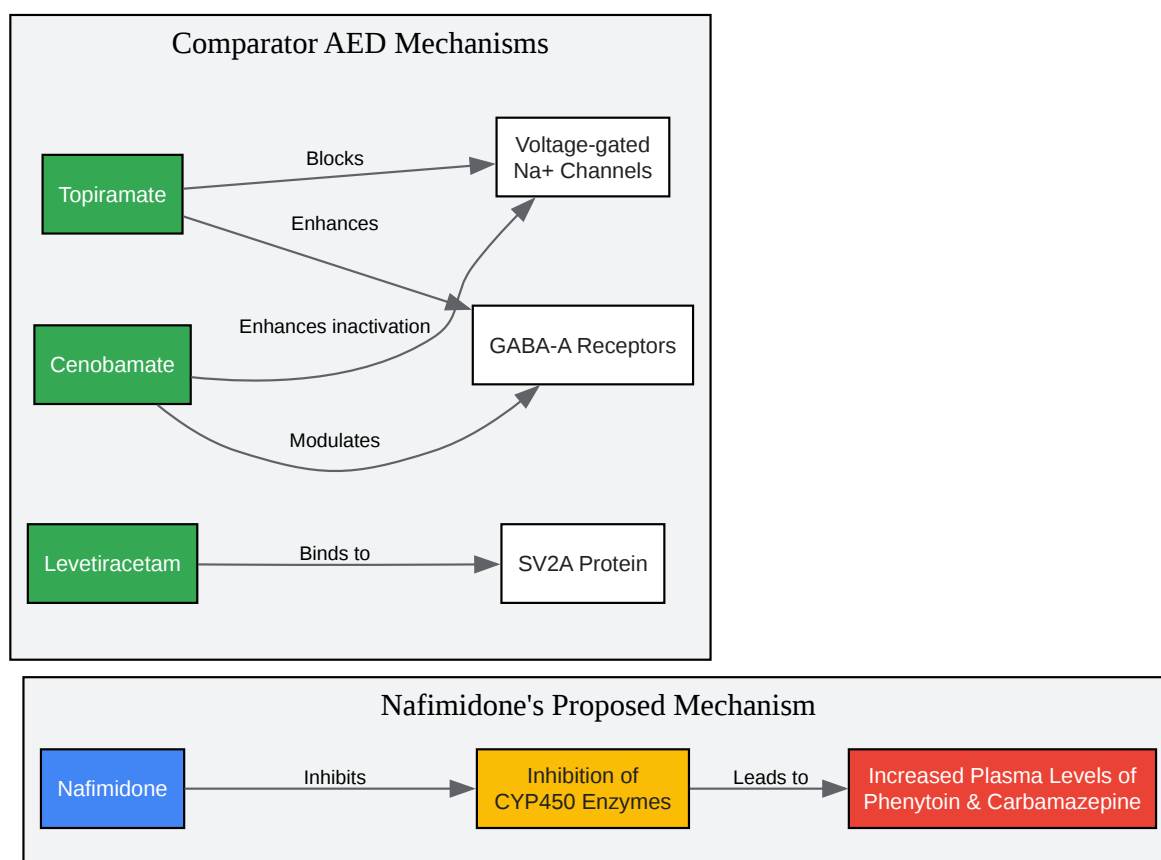 Comparator AED Mechanisms
Topiramate
Blocks
Voltage-gated
Na+ Channels
Enhances
Cenobamate
Enhances inactivation
GABA-A Receptors
Modulates
Levetiracetam
Binds to
SV2A Protein
Nafimidone's Proposed Mechanism
Nafimidone
Inhibits
Inhibition of
CYP450 Enzymes
Leads to
Increased Plasma Levels of
Phenytoin & Carbamazepine